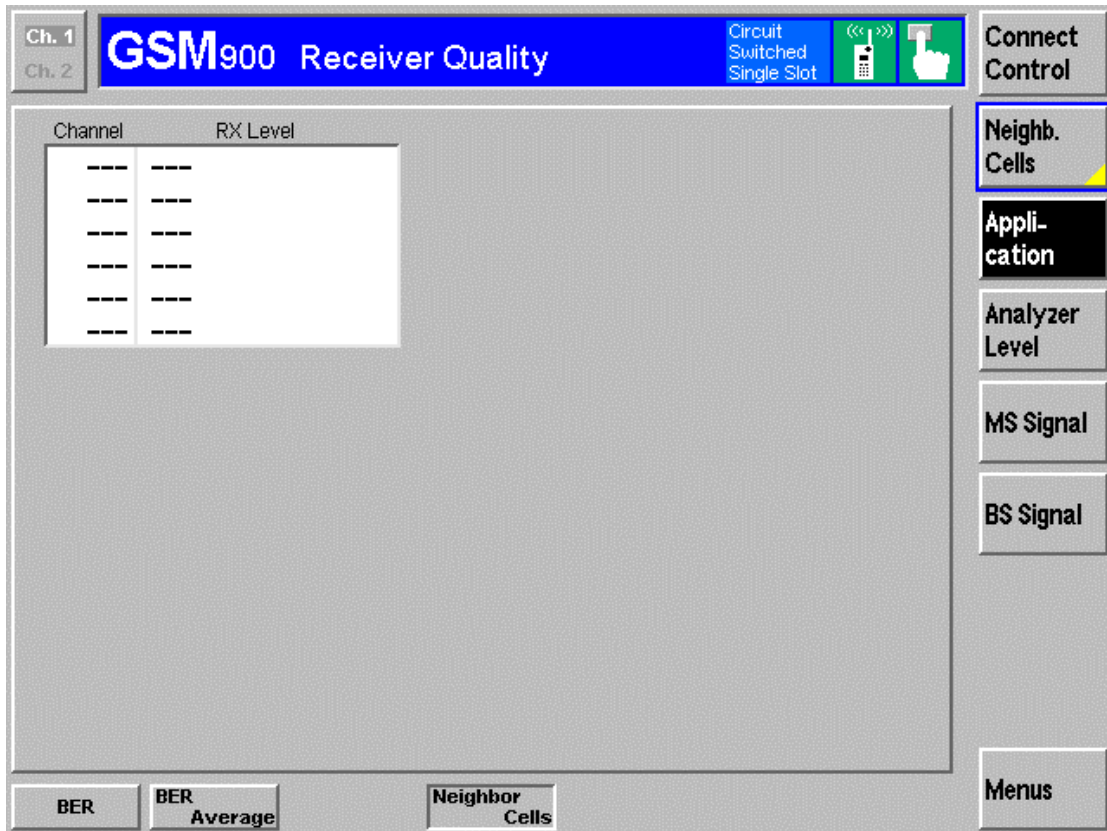 Ch. 1
Ch. 2
GSM900 Receiver Quality
Circuit
Switched
Single Slot
Connect
Control
Channel RX Level
--- ---
--- ---
--- ---
--- ---
--- ---
--- ---
Neighb.
Cells
Appli-
cation
Analyzer
Level
MS Signal
BS Signal
Menus
BER
BER
Average
Neighbor
Cells